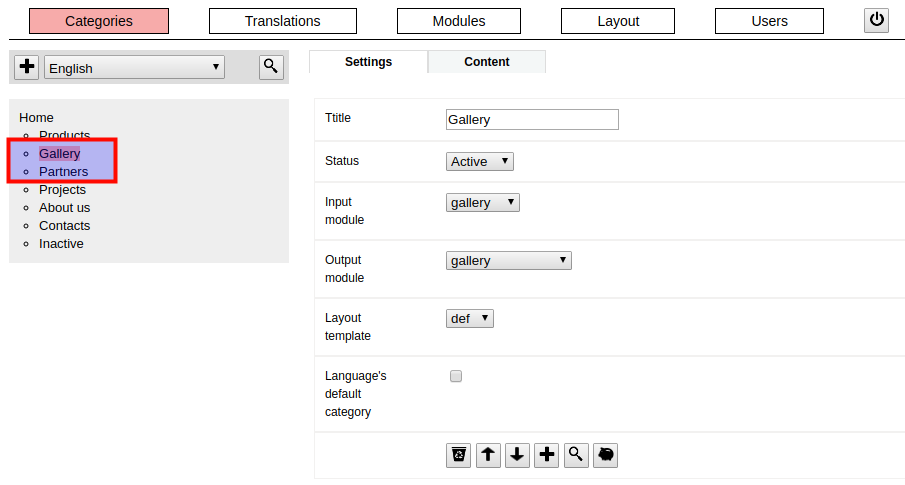 Categories
Translations
Modules
Layout
Users
English
Settings
Content
Home
Products
Gallery
Partners
Projects
About us
Contacts
Inactive
Ttitle
Gallery
Status
Active
Input
module
gallery
Output
module
gallery
Layout
template
def
Language's
default
category